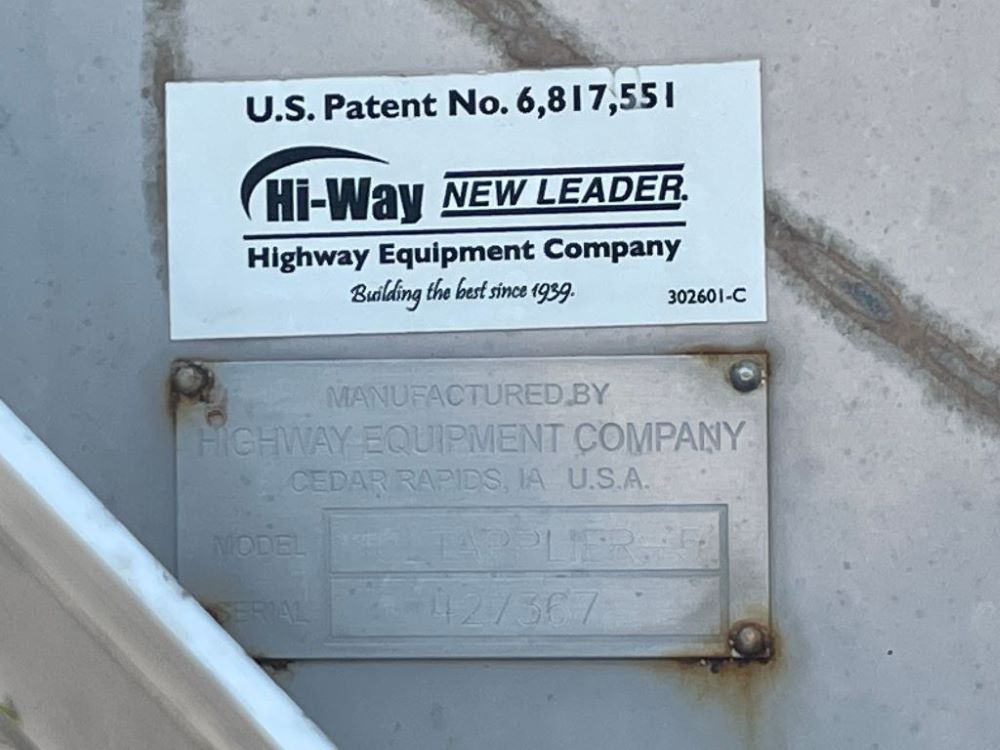 U.S. Patent No. 6,817,551
Hi-Way NEW LEADER.
Highway Equipment Company
Building the best since 1939.
302601-C
MANUFACTURED BY
HIGHWAY EQUIPMENT COMPANY
CEDAR RAPIDS, IA U.S.A.
MODEL
SERIAL 427367